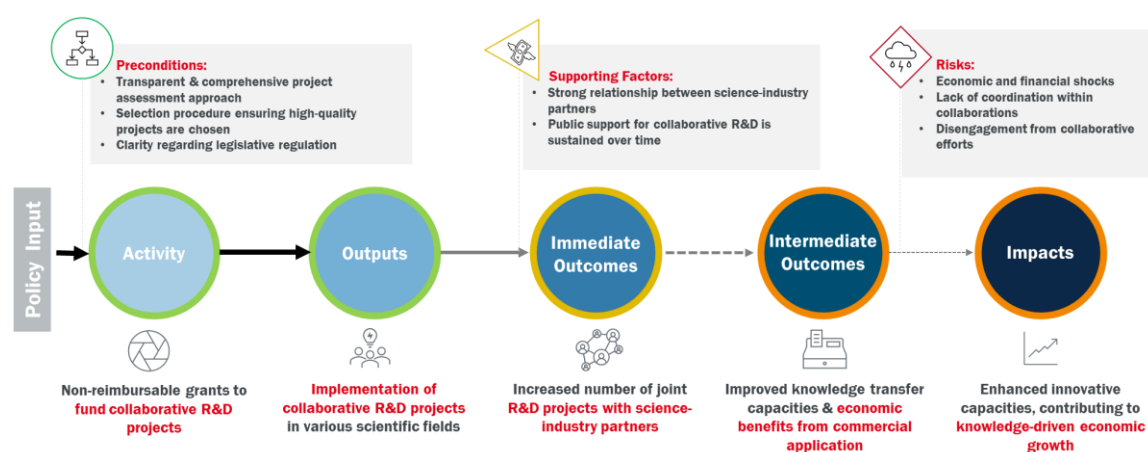 Preconditions:
• Transparent & comprehensive project
assessment approach
• Selection procedure ensuring high-quality
projects are chosen
• Clarity regarding legislative regulation
Supporting Factors:
• Strong relationship between science-industry
partners
• Public support for collaborative R&D is
sustained over time
Risks:
• Economic and financial shocks
• Lack of coordination within
collaborations
• Disengagement from collaborative
efforts
Policy Input
Activity
Outputs
Immediate
Outcomes
Intermediate
Outcomes
Impacts
Non-reimbursable grants to
fund collaborative R&D
projects
Implementation of
collaborative R&D projects
in various scientific fields
Increased number of joint
R&D projects with science-
industry partners
Improved knowledge transfer
capacities & economic
benefits from commercial
application
Enhanced innovative
capacities, contributing to
knowledge-driven economic
growth